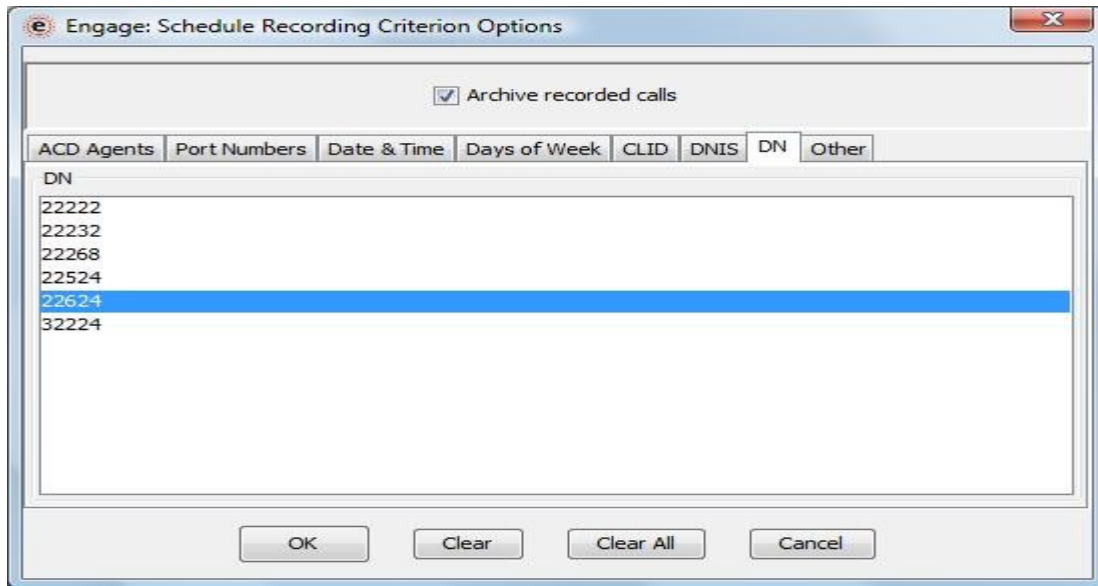 e Engage: Schedule Recording Criterion Options
Archive recorded calls
ACD Agents Port Numbers Date & Time Days of Week CLID DNIS DN Other
DN
22222
22232
22268
22524
22624
32224
OK Clear Clear All Cancel